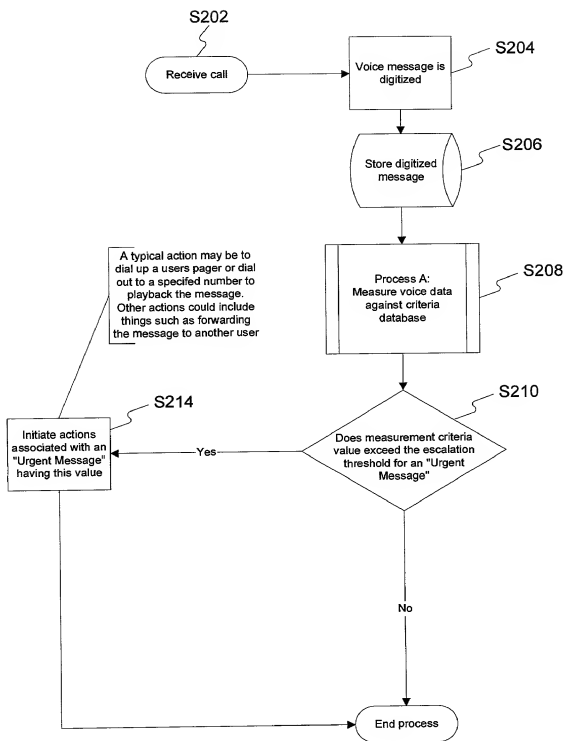 S202
Receive call
S204
Voice message is
digitized
S206
Store digitized
message
S208
Process A:
Measure voice data
against criteria
database
A typical action may be to
dial up a users pager or dial
out to a specifed number to
playback the message.
Other actions could include
things such as forwarding
the message to another user
S210
Does measurement criteria
value exceed the escalation
threshold for an "Urgent
Message"
Yes
S214
Initiate actions
associated with an
"Urgent Message"
having this value
No
End process